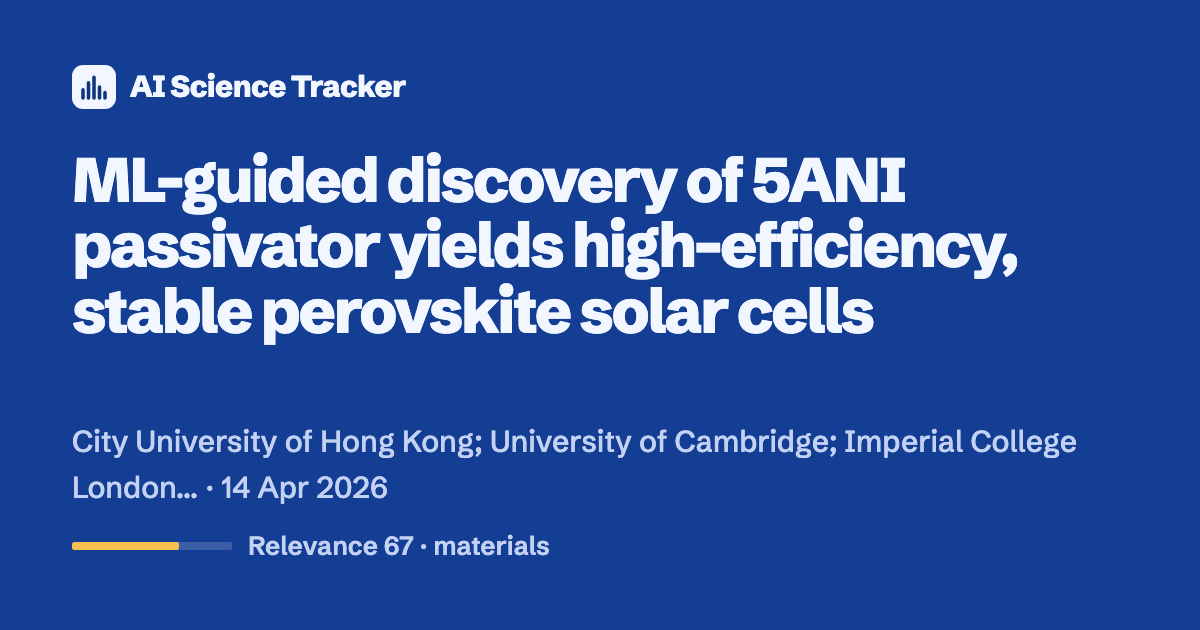 AI Science Tracker
ML-guided discovery of 5ANI
passivator yields high-efficiency,
stable perovskite solar cells
City University of Hong Kong; University of Cambridge; Imperial College
London... · 14 Apr 2026
Relevance 67 · materials